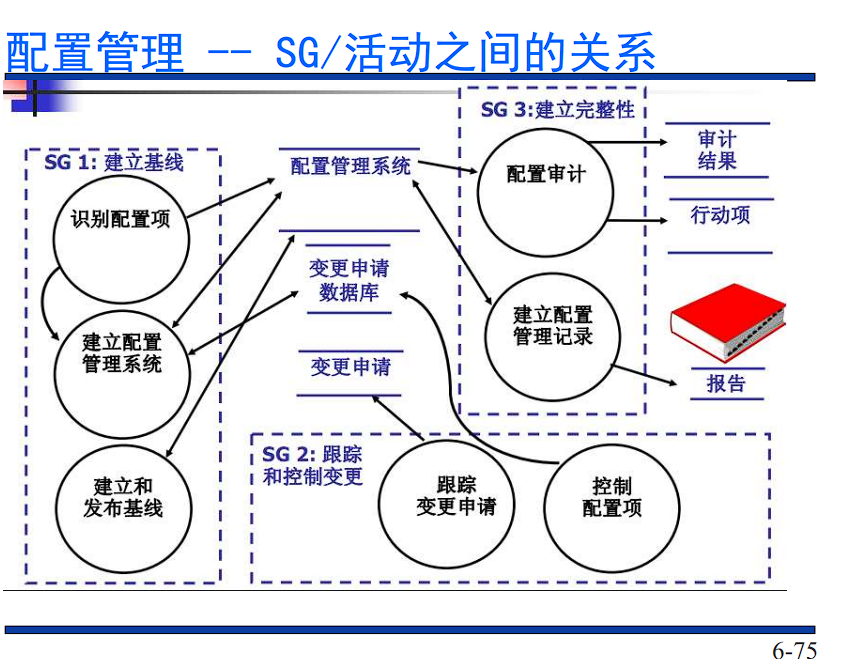 配置管理 -- SG/活动之间的关系
SG 1: 建立基线
识别配置项
建立配置
管理系统
建立和
发布基线
配置管理系统
变更申请
数据库
变更申请
SG 3:建立完整性
配置审计
建立配置
管理记录
审计
结果
行动项
报告
SG 2: 跟踪
和控制变更
跟踪
变更申请
控制
配置项
6-75